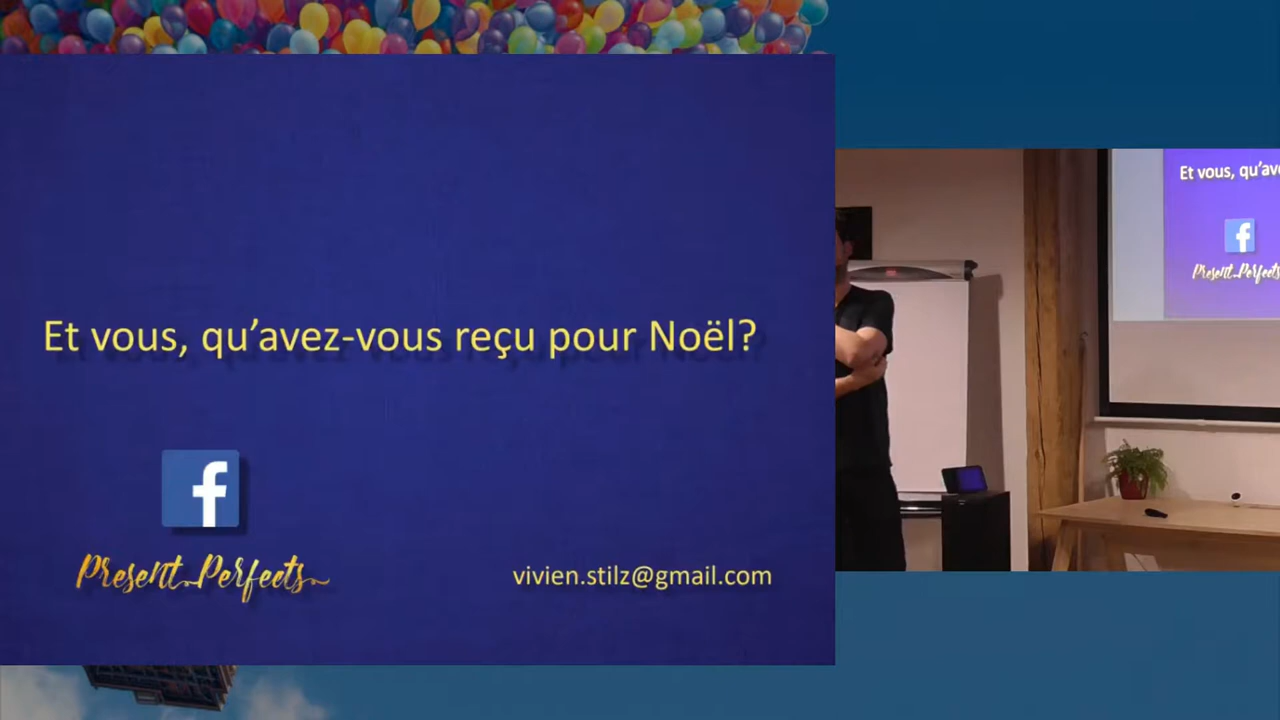 Et vous, qu'avez-vous reçu pour Noël?
Present Perfects
vivien.stilz@gmail.com
Et vous, qu'ave
Present Perfects